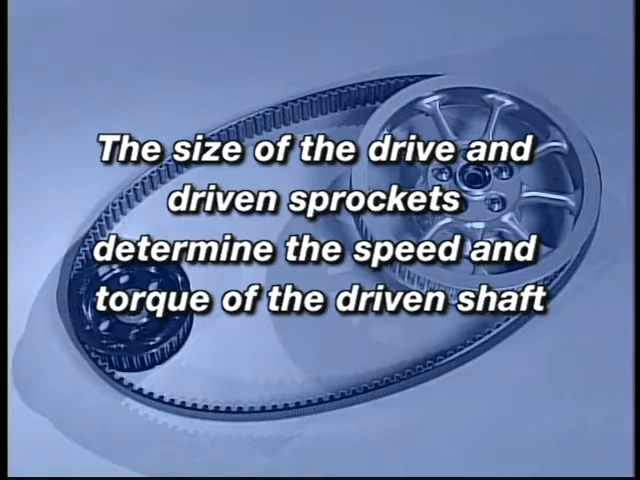 The size of the drive and
driven sprockets
determine the speed and
torque of the driven shaft